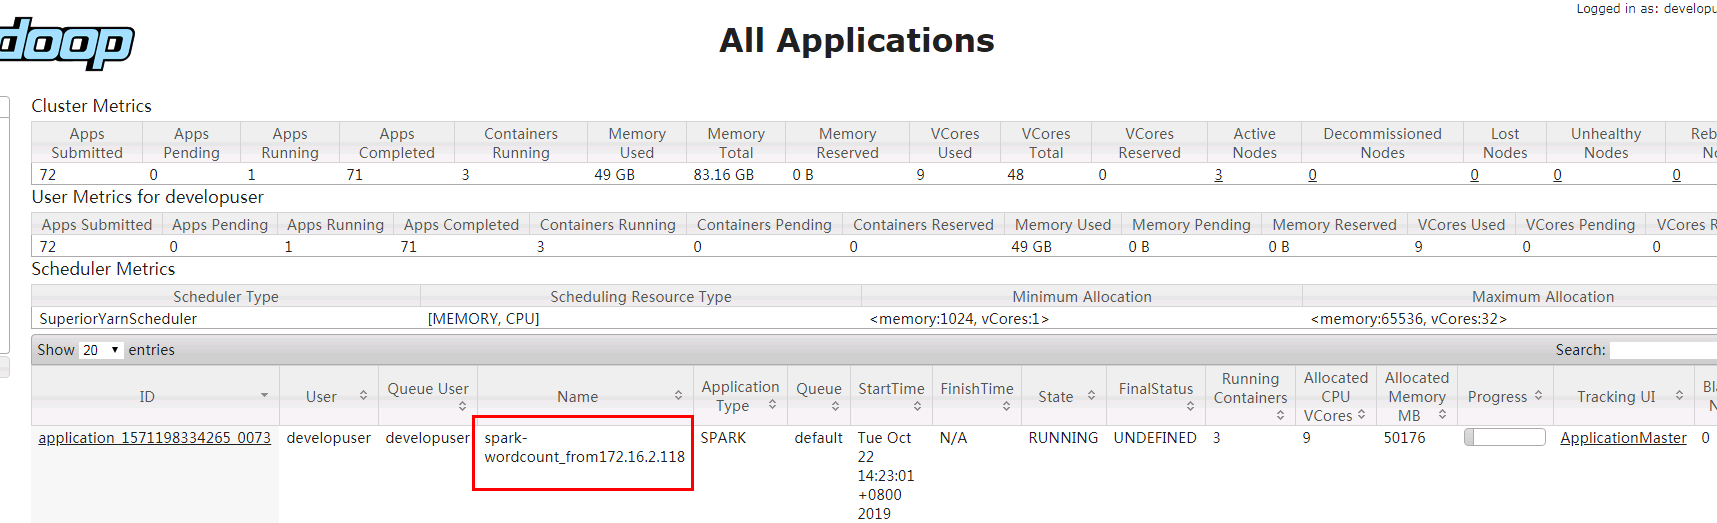 Logged in as: develop
doop
All Applications
Cluster Metrics
Apps Submitted Apps Pending Apps Running Apps Completed Containers Running Memory Used Memory Total Memory Reserved VCores Used VCores Total VCores Reserved Active Nodes Decommissioned Nodes Lost Nodes Unhealthy Nodes Reb
72 0 1 71 3 49 GB 83.16 GB 0 B 9 48 0 3 0 0 0 0
User Metrics for developuser
Apps Submitted Apps Pending Apps Running Apps Completed Containers Running Containers Pending Containers Reserved Memory Used Memory Pending Memory Reserved VCores Used VCores Pending VCores R
72 0 1 71 3 0 0 49 GB 0 B 0 B 9 0 0
Scheduler Metrics
Scheduler Type Scheduling Resource Type Minimum Allocation Maximum Allocation
SuperiorYarnScheduler [MEMORY, CPU] <memory:1024, vCores:1> <memory:65536, vCores:32>
Show 20 entries Search:
ID User Queue User Name Application Type Queue StartTime FinishTime State FinalStatus Running Containers Allocated CPU VCores Allocated Memory MB Progress Tracking UI Bla
application_1571198334265_0073 developuser developuser spark- SPARK default Tue Oct N/A RUNNING UNDEFINED 3 9 50176 ApplicationMaster 0
wordcount_from172.16.2.118 22
14:23:01
+0800
2019